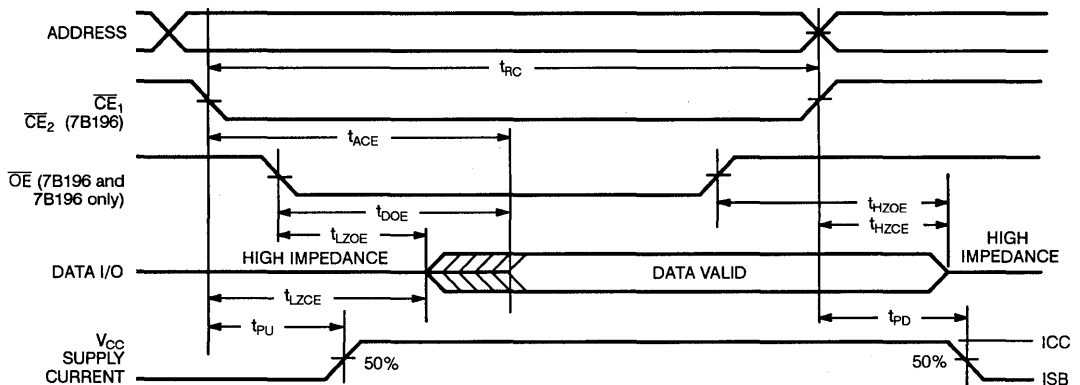 ADDRESS
tRC
CE1
CE2 (7B196)
tACE
OE (7B196 and
7B196 only)
tDOE
tHZOE
tLZOE
tHZCE
HIGH IMPEDANCE
HIGH
IMPEDANCE
DATA I/O
DATA VALID
tLZCE
tPU
tPD
VCC
SUPPLY
CURRENT
50%
50%
ICC
ISB